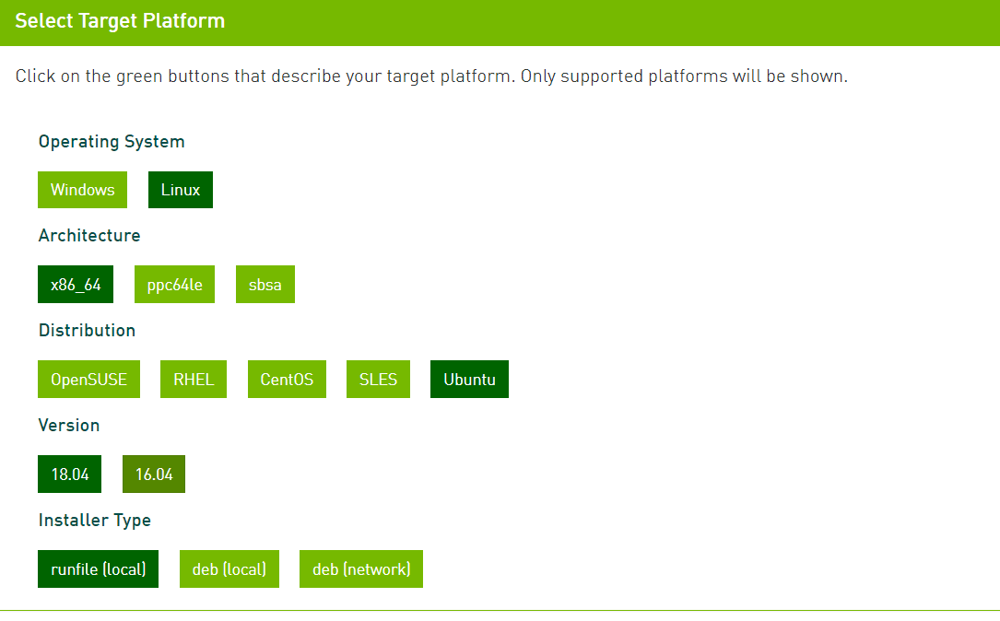 Select Target Platform
Click on the green buttons that describe your target platform. Only supported platforms will be shown.
Operating System
Windows Linux
Architecture
x86_64 ppc64le sbsa
Distribution
OpenSUSE RHEL CentOS SLES Ubuntu
Version
18.04 16.04
Installer Type
runfile (local) deb (local) deb (network)